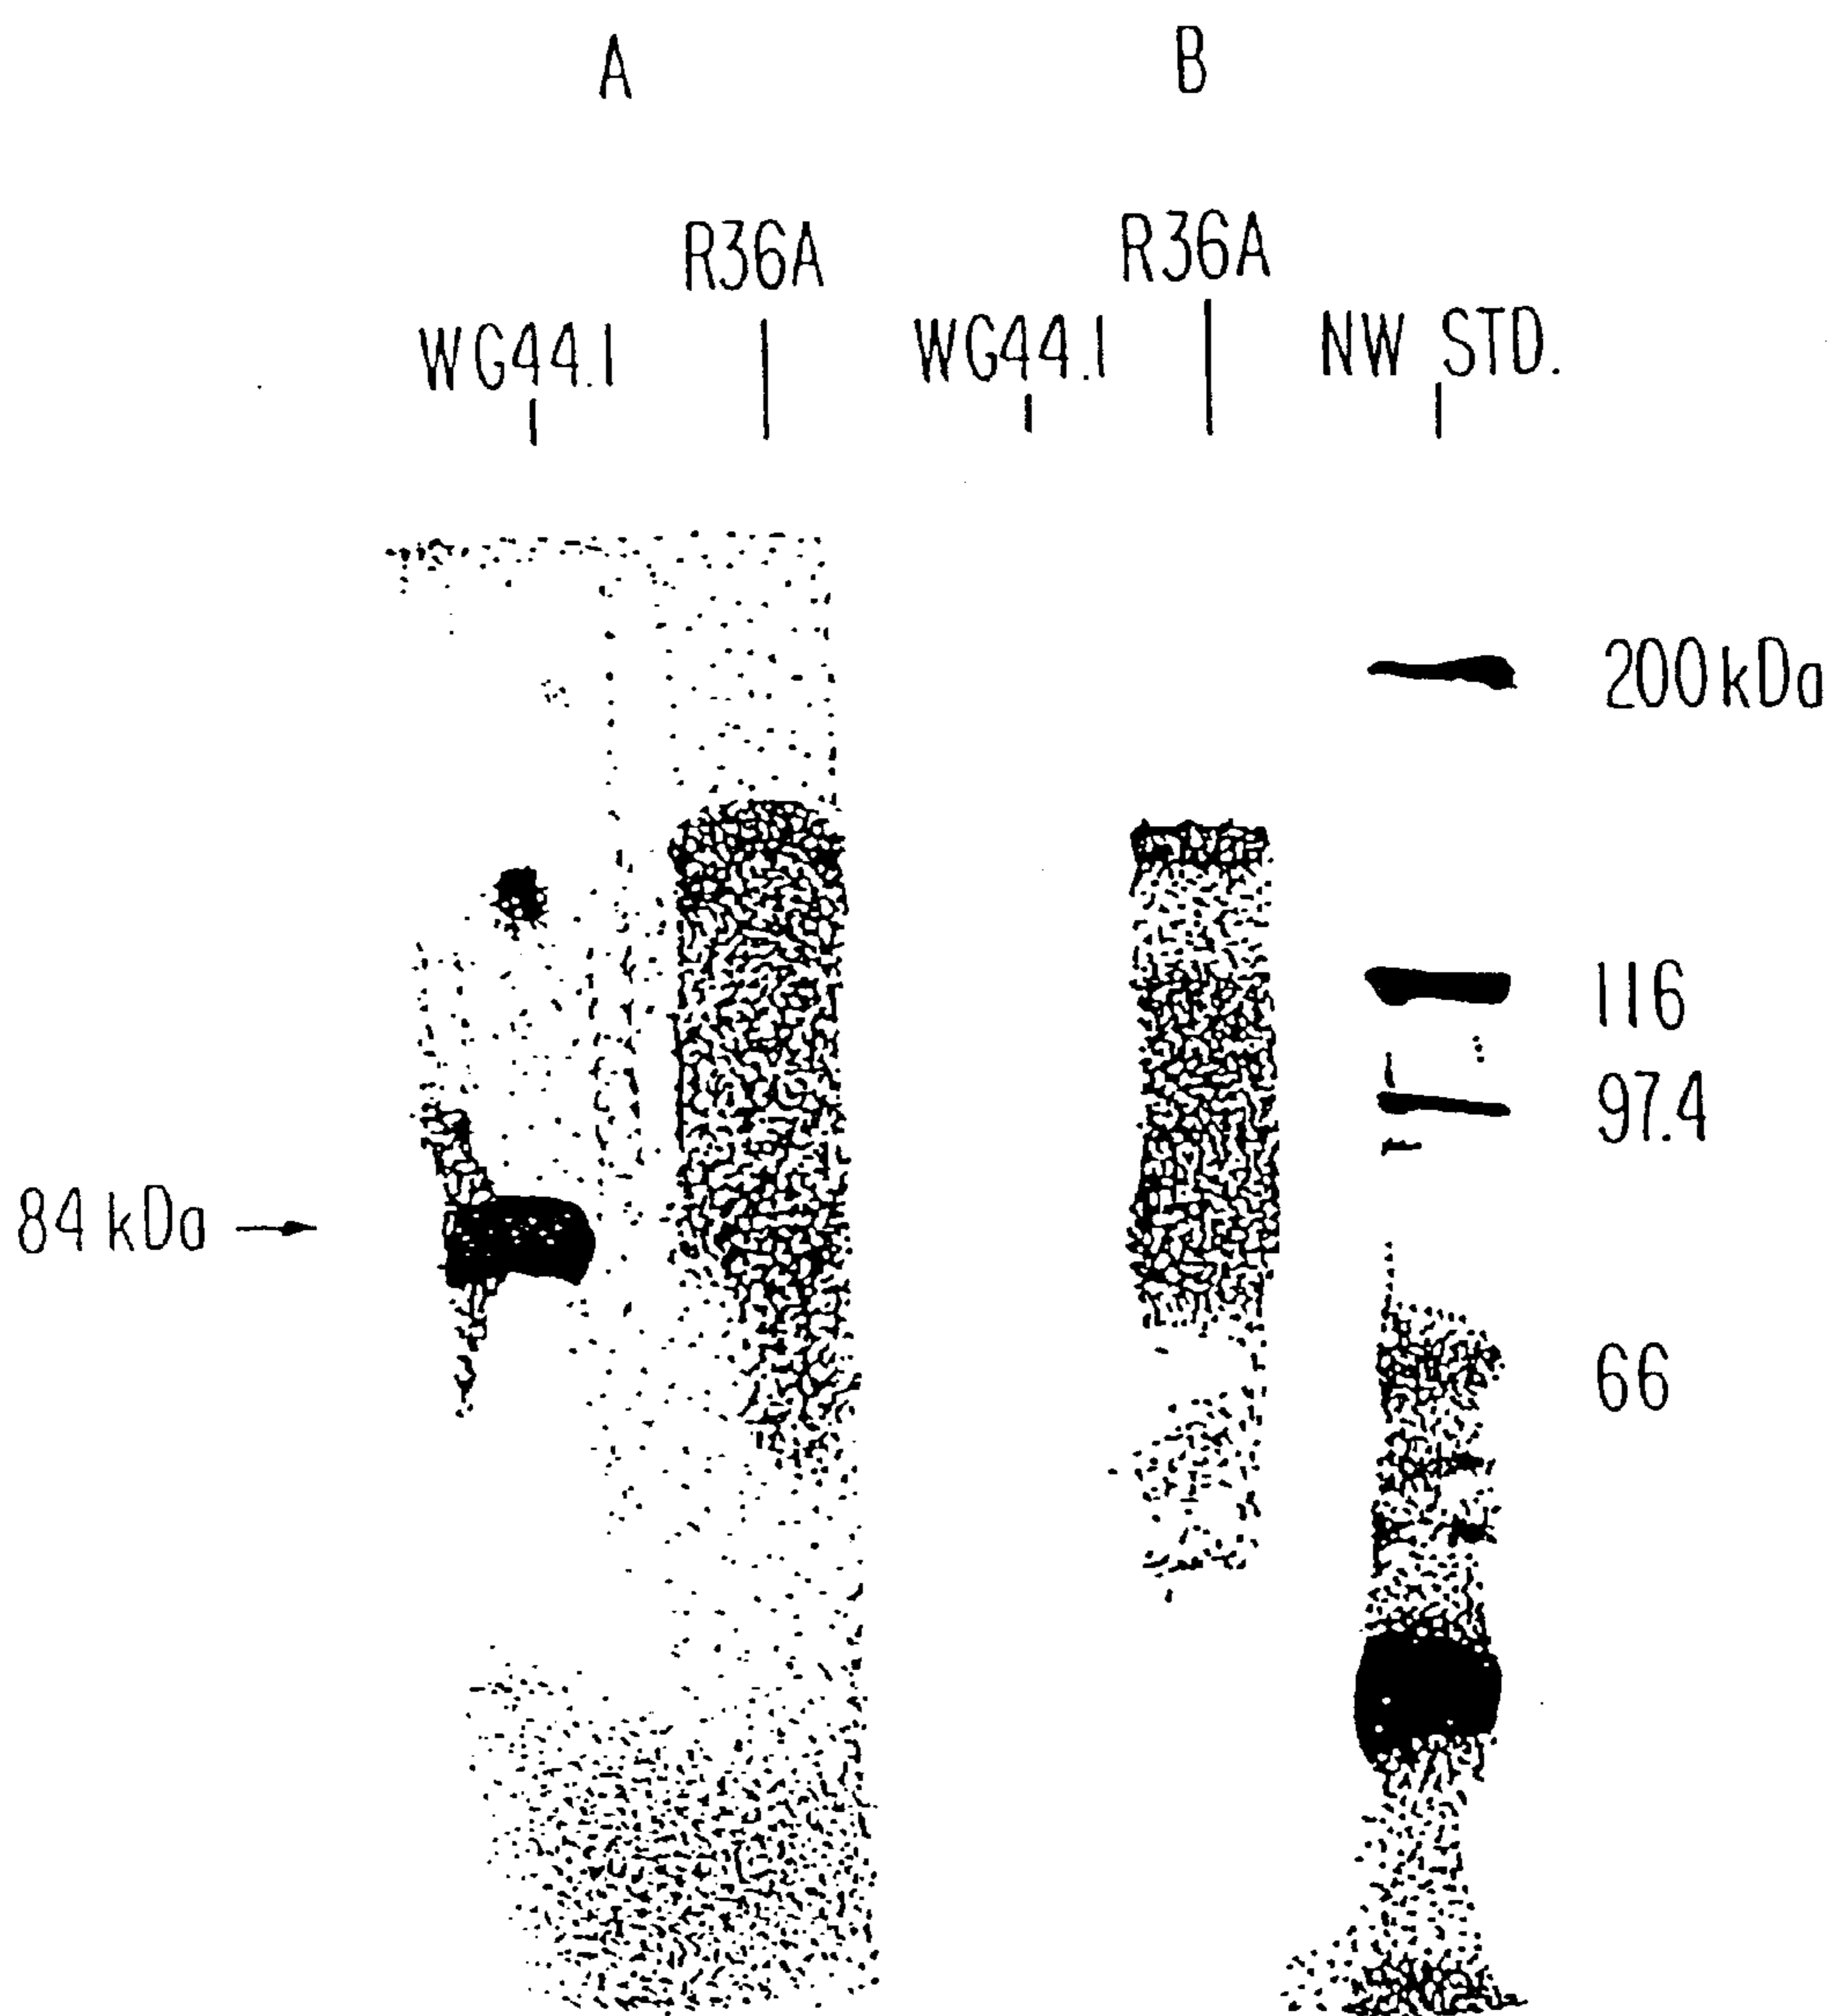 A B
R36A R36A
WG44.1 WG44.1 NW STD.
200kDa
116
97.4
84 kDa
66